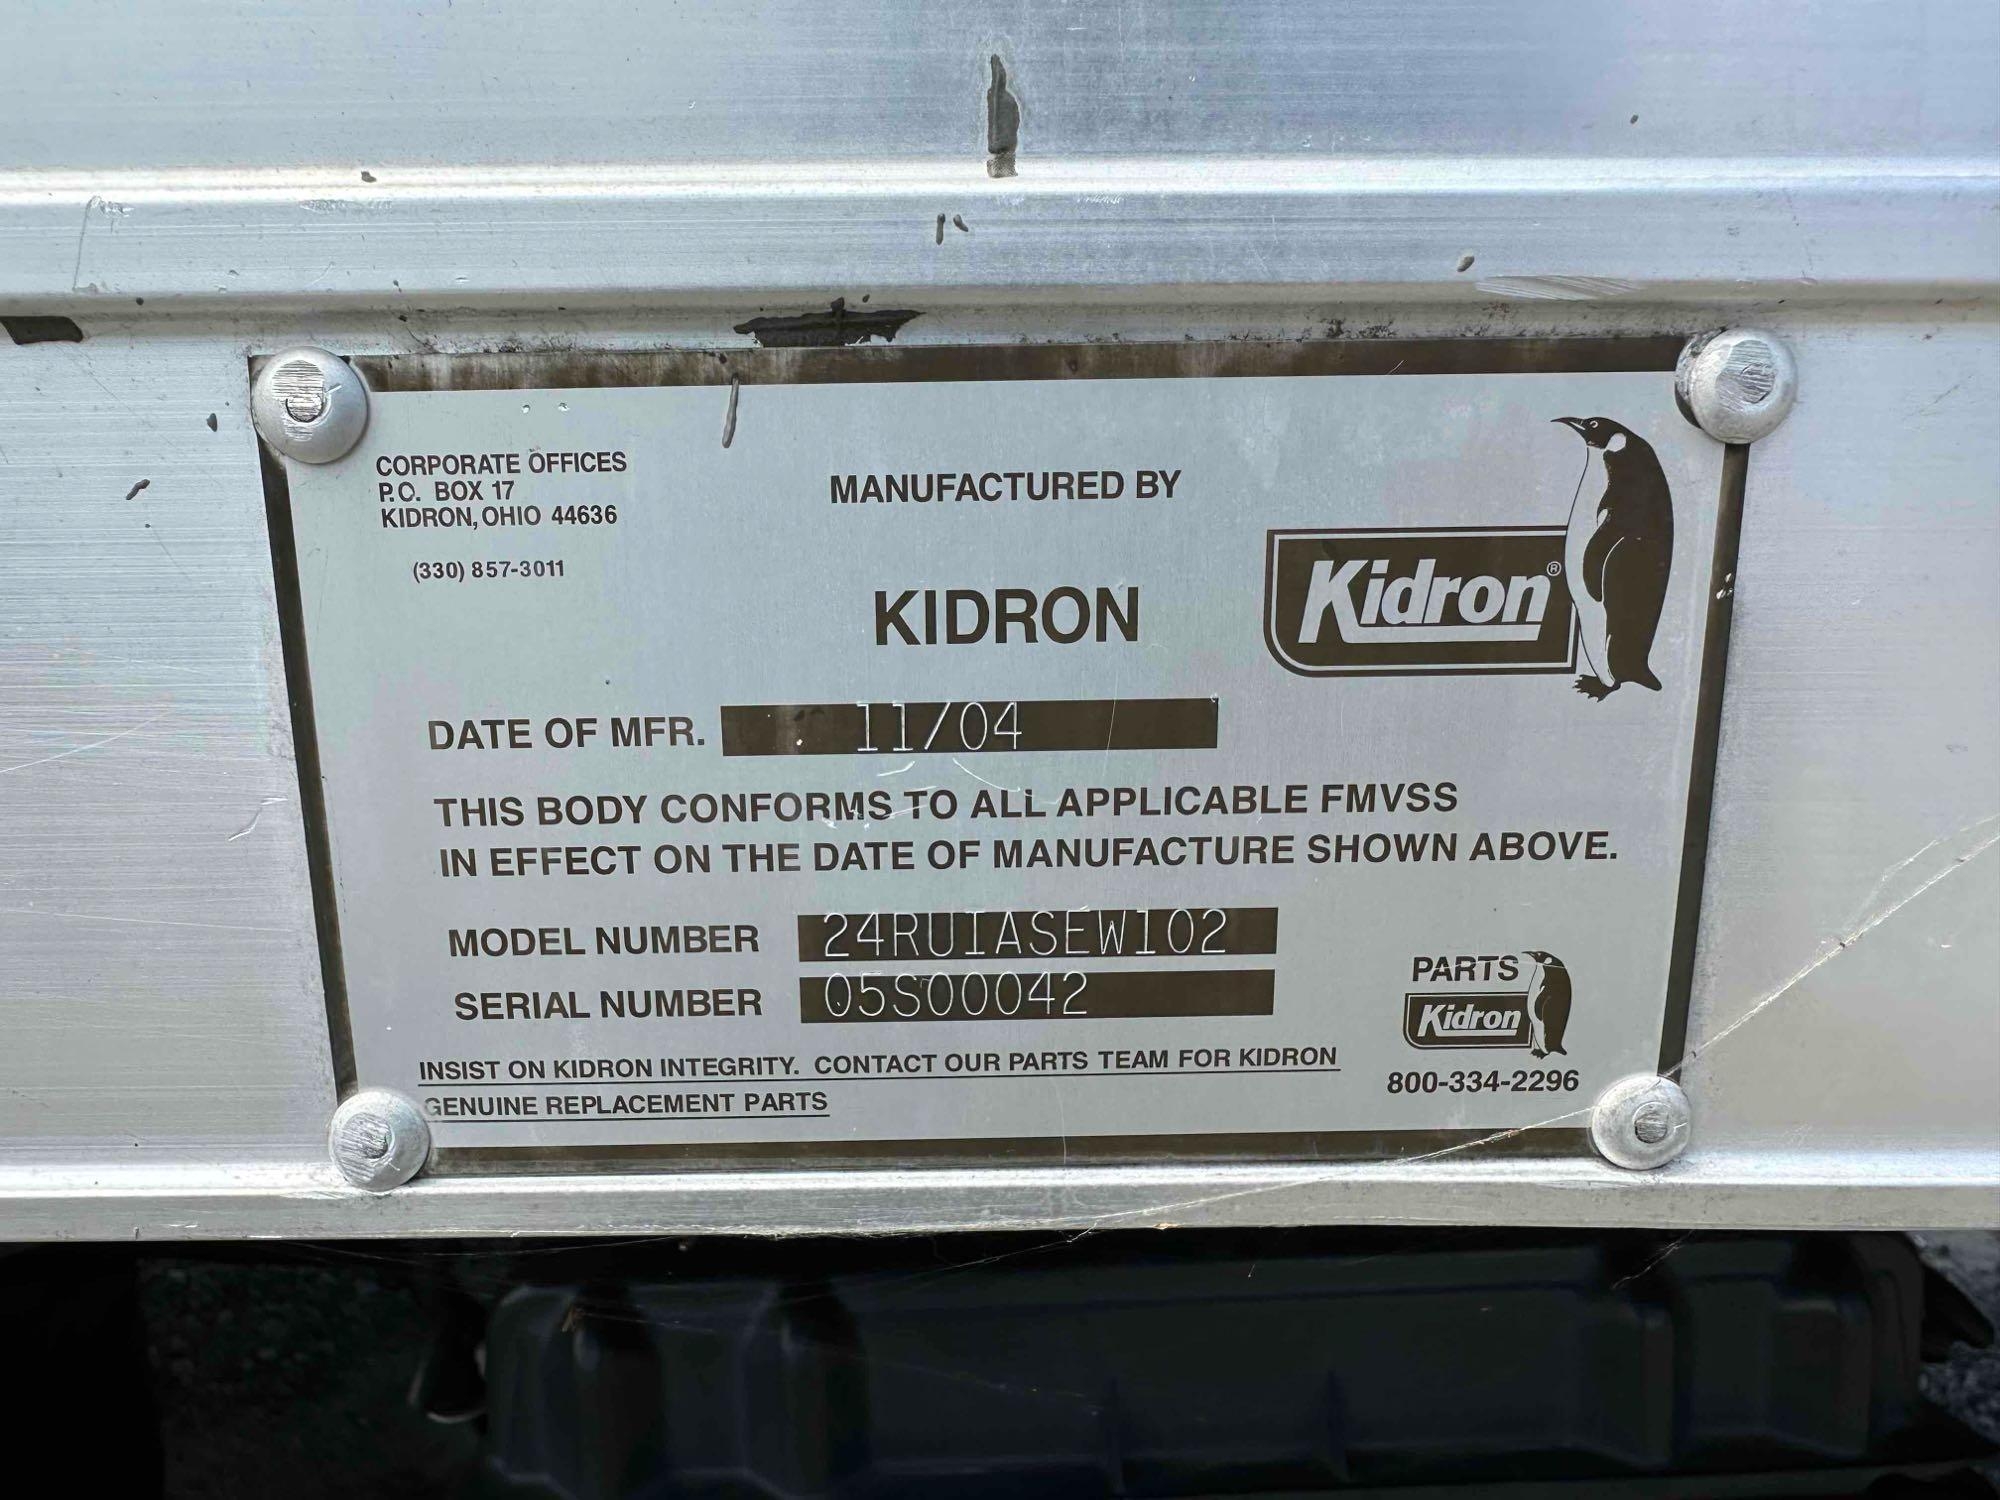 CORPORATE OFFICES
P.O. BOX 17
KIDRON, OHIO 44636
(330) 857-3011
MANUFACTURED BY
KIDRON
Kidron®
DATE OF MFR. 11/04
THIS BODY CONFORMS TO ALL APPLICABLE FMVSS
IN EFFECT ON THE DATE OF MANUFACTURE SHOWN ABOVE.
MODEL NUMBER 24RUIASEW102
SERIAL NUMBER 05S00042
PARTS
Kidron
800-334-2296
INSIST ON KIDRON INTEGRITY. CONTACT OUR PARTS TEAM FOR KIDRON
GENUINE REPLACEMENT PARTS